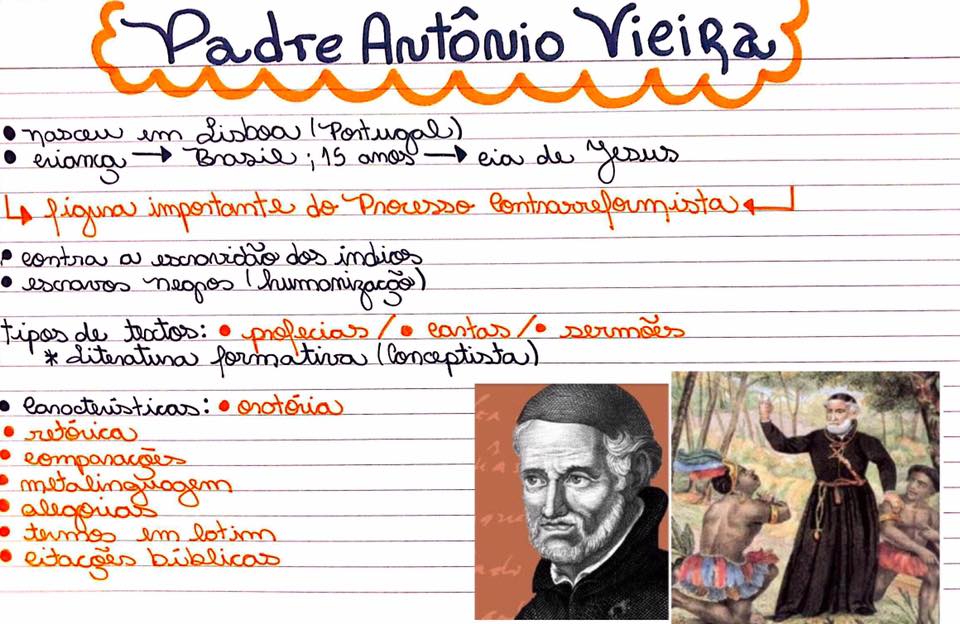 Padre Antônio Vieira
• nasceu em Lisboa (Portugal)
• criança → Brasil ; 15 anos → cia de Jesus
↳ figura importante do Processo Contrarreformista ↵
• contra a escravidão dos índios
• escravos negros (humanização)
tipos de textos: • profecias / • cartas / • sermões
* Literatura formativa (Conceptista)
• Características: • oratória
• retórica
• comparações
• metalinguagem
• alegorias
• termos em latim
• citações bíblicas